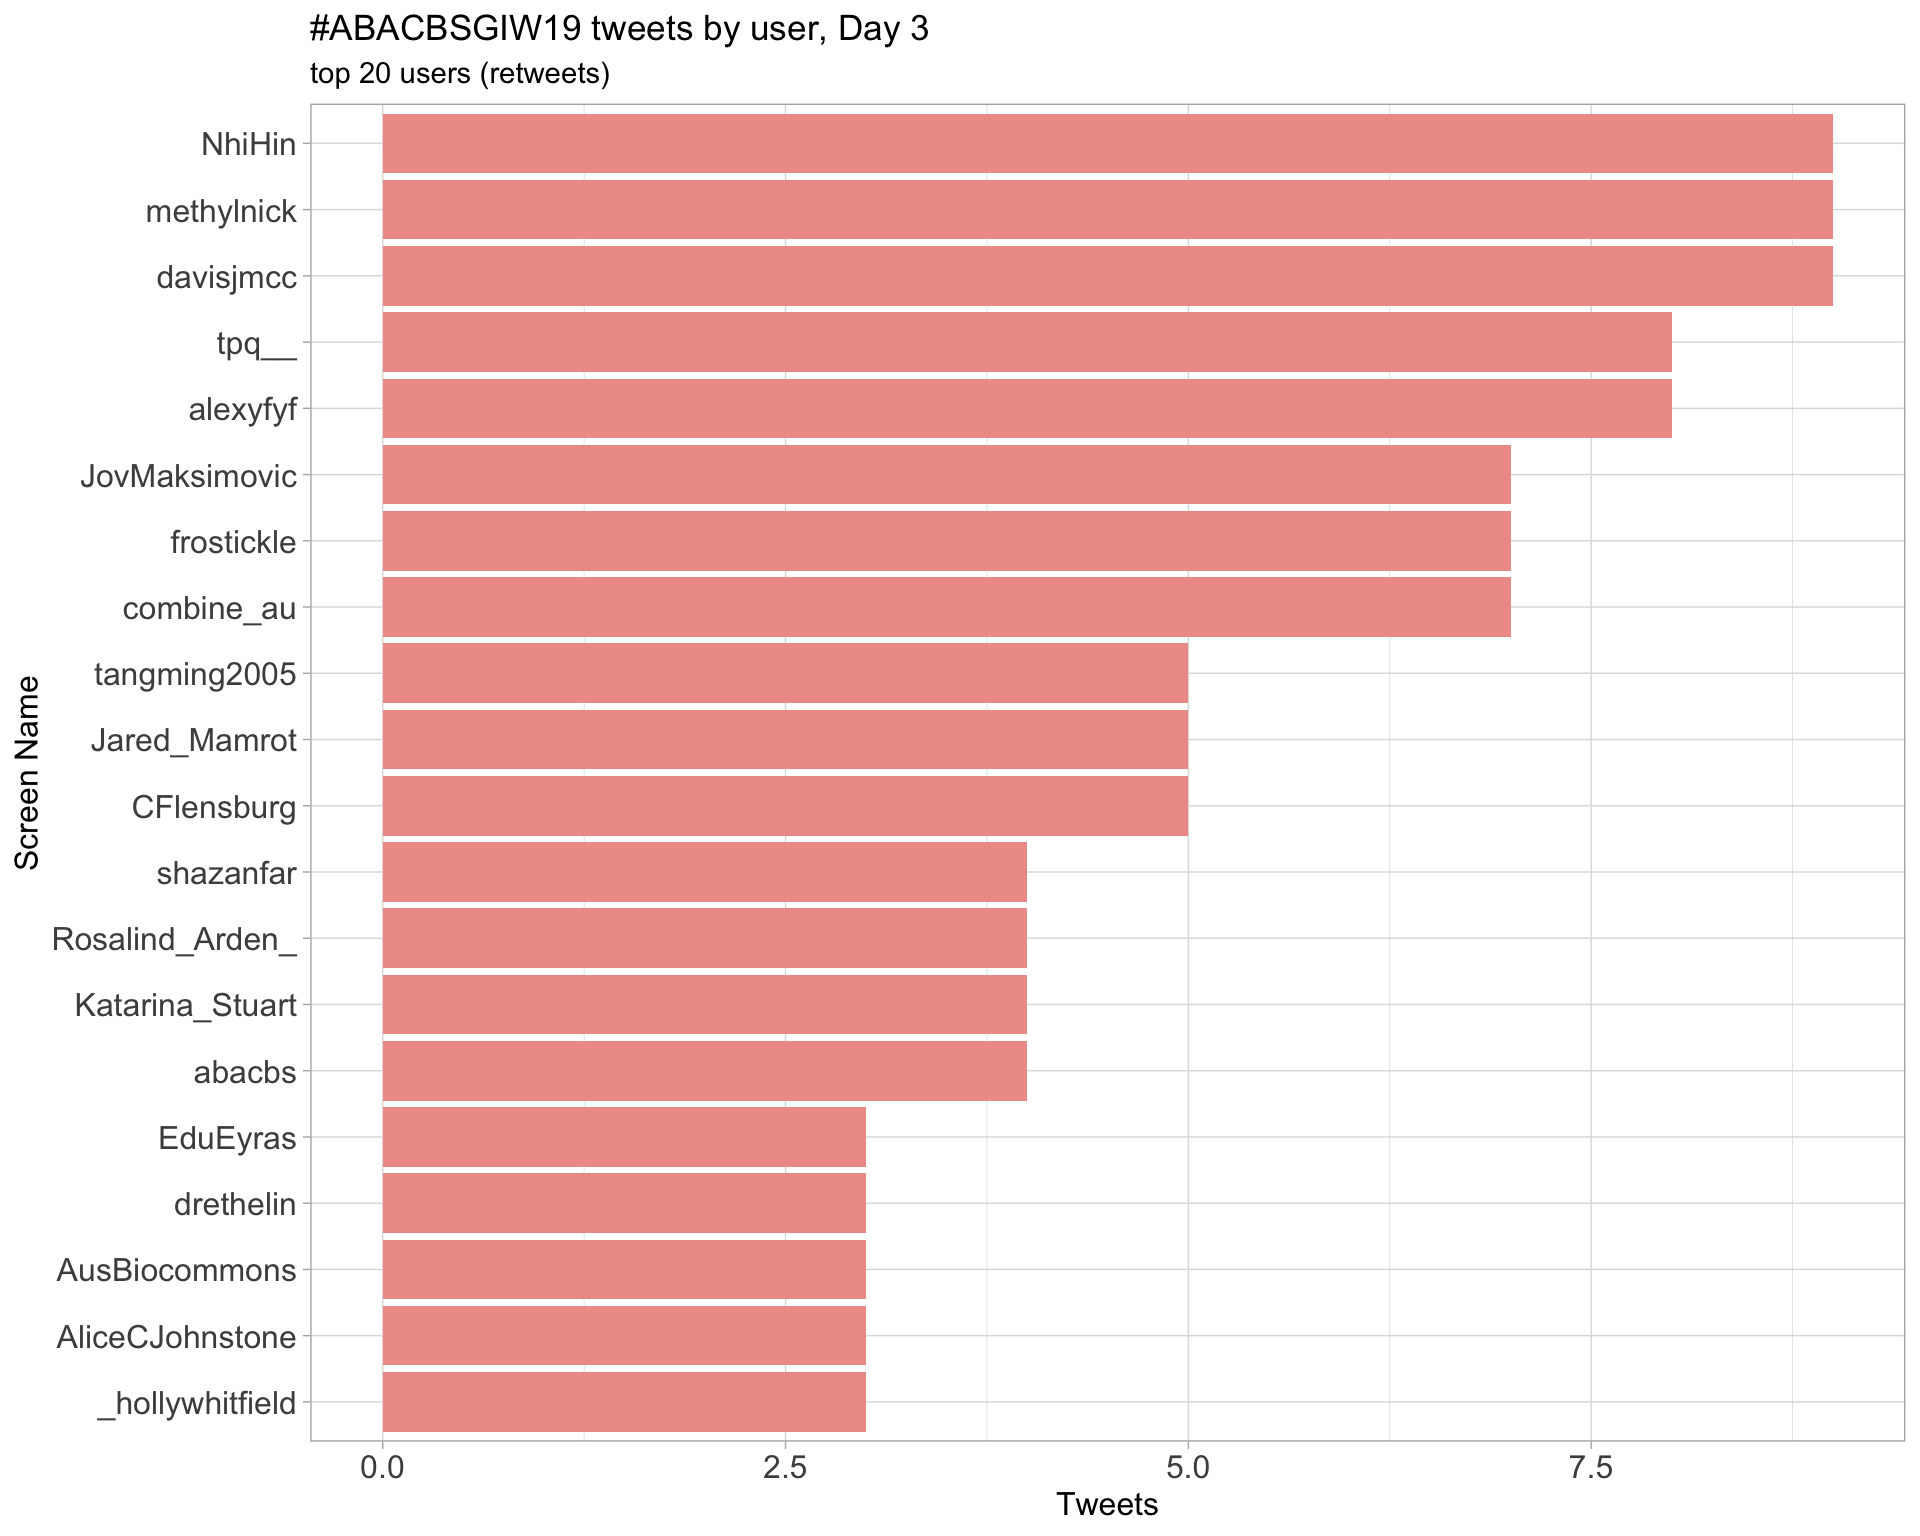 #ABACBSGIW19 tweets by user, Day 3
top 20 users (retweets)
NhiHin
methylnick
davisjmcc
tpq__
alexyfyf
JovMaksimovic
frostickle
combine_au
tangming2005
Jared_Mamrot
CFlensburg
shazanfar
Rosalind_Arden_
Katarina_Stuart
abacbs
EduEyras
drethelin
AusBiocommons
AliceCJohnstone
_hollywhitfield
Screen Name
0.0 2.5 5.0 7.5
Tweets